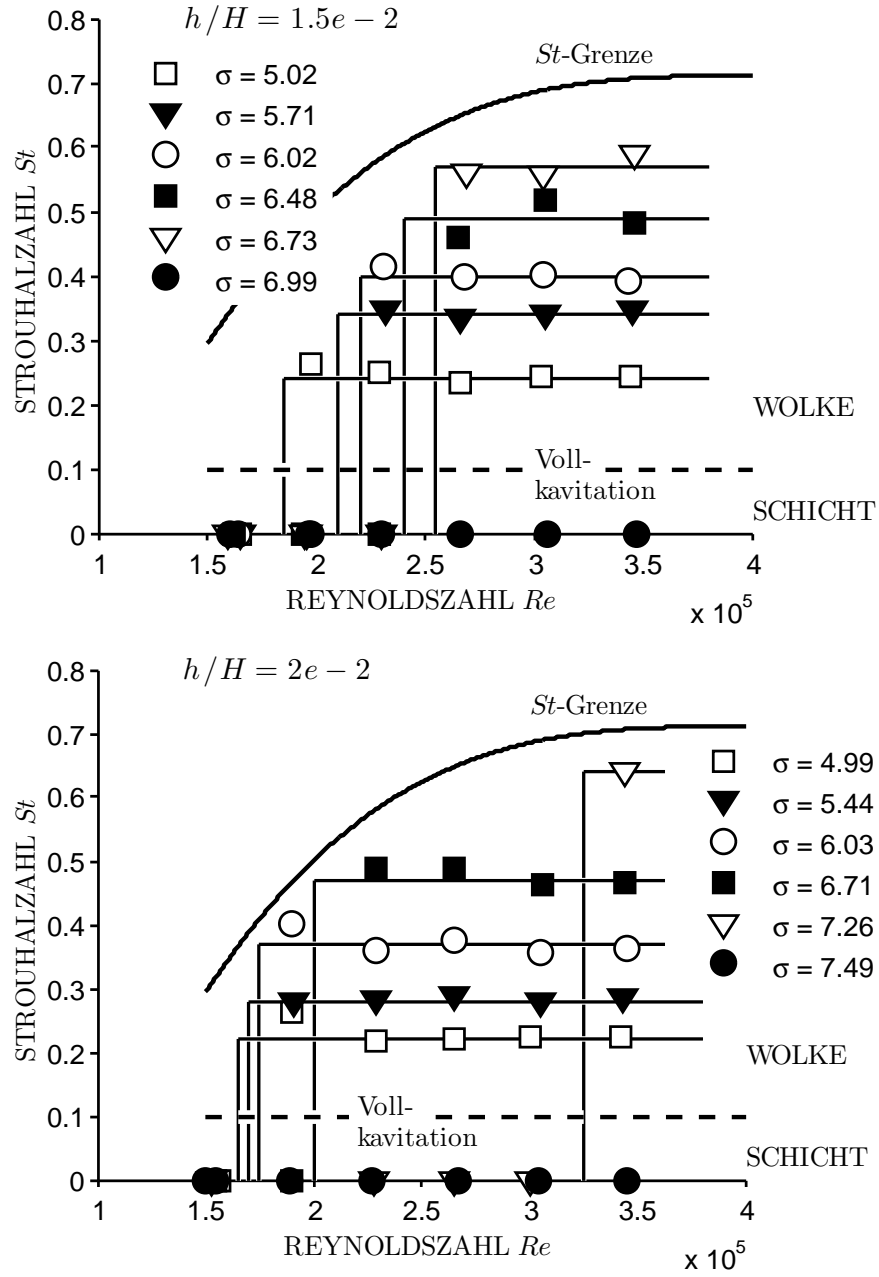 h/H = 1.5e − 2
0.8
0.7
0.6
0.5
0.4
0.3
0.2
0.1
0
STROUHALZAHL St
σ = 5.02
σ = 5.71
σ = 6.02
σ = 6.48
σ = 6.73
σ = 6.99
St-Grenze
WOLKE
Voll-
kavitation
SCHICHT
1 1.5 2 2.5 3 3.5 4
REYNOLDSZAHL Re
x 10⁵
h/H = 2e − 2
0.8
0.7
0.6
0.5
0.4
0.3
0.2
0.1
0
STROUHALZAHL St
St-Grenze
σ = 4.99
σ = 5.44
σ = 6.03
σ = 6.71
σ = 7.26
σ = 7.49
WOLKE
Voll-
kavitation
SCHICHT
1 1.5 2 2.5 3 3.5 4
REYNOLDSZAHL Re
x 10⁵